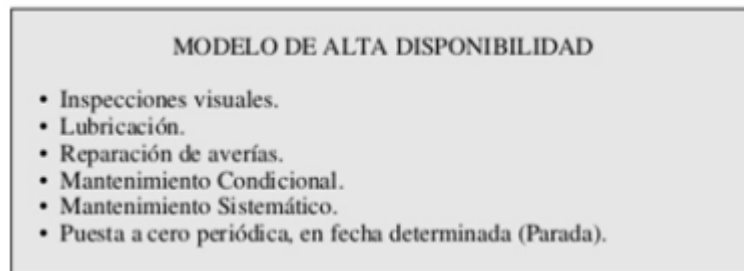 MODELO DE ALTA DISPONIBILIDAD
• Inspecciones visuales.
• Lubricación.
• Reparación de averías.
• Mantenimiento Condicional.
• Mantenimiento Sistemático.
• Puesta a cero periódica, en fecha determinada (Parada).